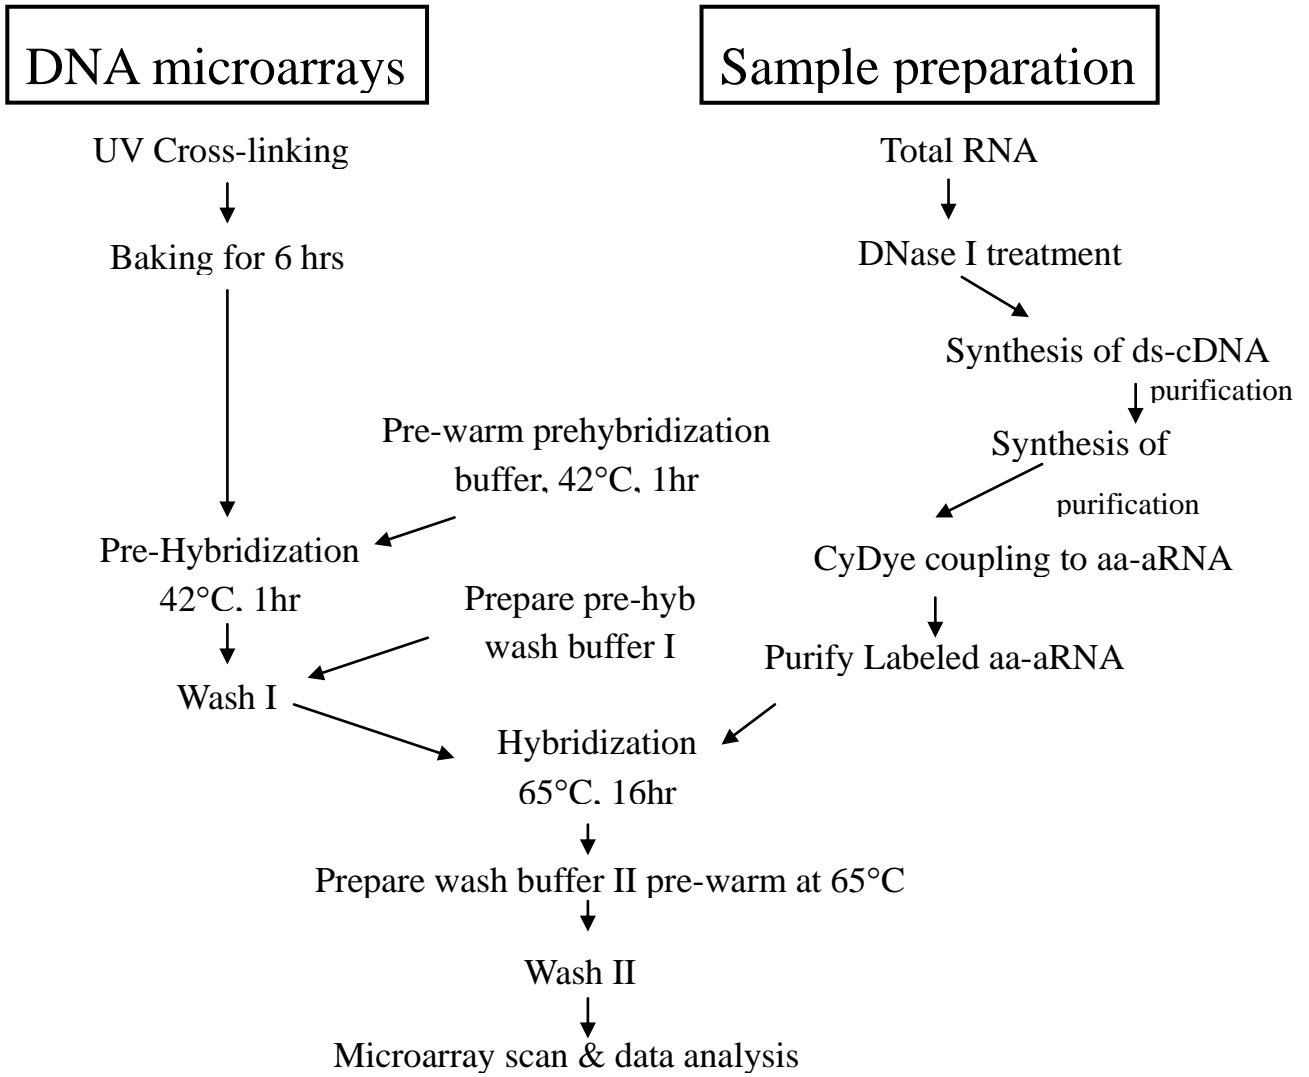 DNA microarrays
UV Cross-linking
Baking for 6 hrs
Pre-warm prehybridization
buffer, 42°C, 1hr
Pre-Hybridization
42°C, 1hr
Prepare pre-hyb
wash buffer I
Wash I
Sample preparation
Total RNA
DNase I treatment
Synthesis of ds-cDNA
purification
Synthesis of
purification
CyDye coupling to aa-aRNA
Purify Labeled aa-aRNA
Hybridization
65°C, 16hr
Prepare wash buffer II pre-warm at 65°C
Wash II
Microarray scan & data analysis